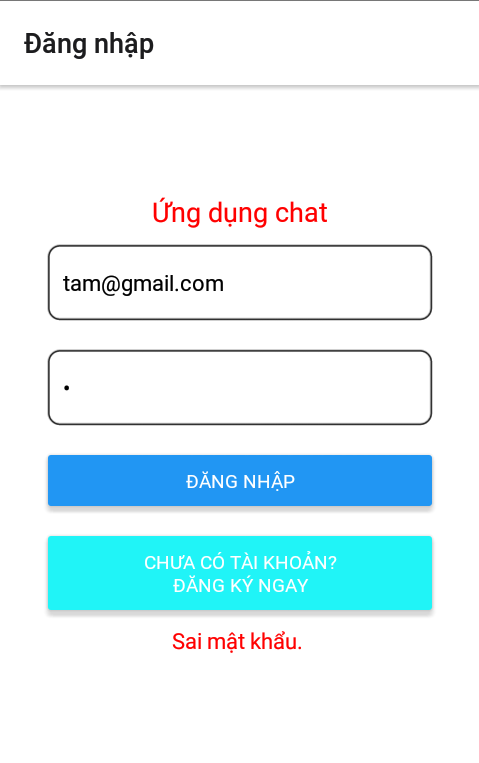 Đăng nhập
Ứng dụng chat
tam@gmail.com
•
ĐĂNG NHẬP
CHƯA CÓ TÀI KHOẢN?
ĐĂNG KÝ NGAY
Sai mật khẩu.